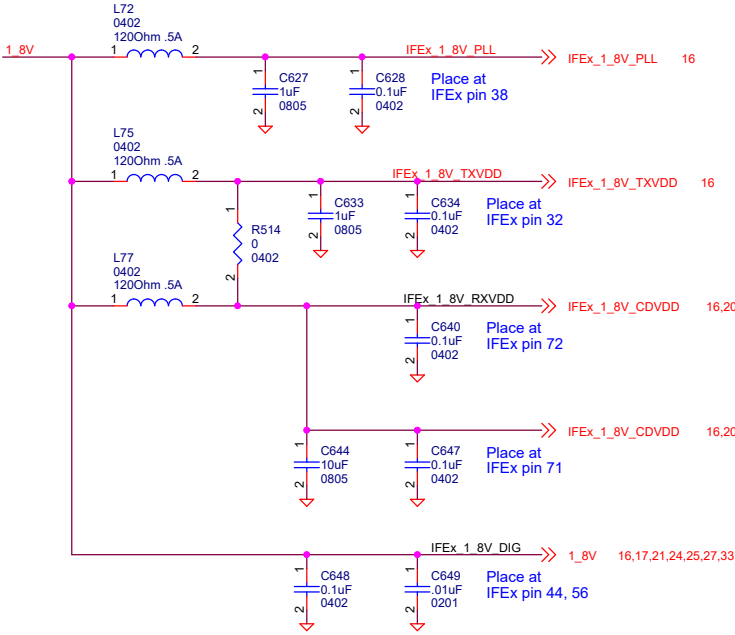 L72
0402
120Ohm .5A
1_8V
1
2
IFEx_1_8V_PLL
IFEx_1_8V_PLL 16
1
2
C627
1uF
0805
1
2
C628
0.1uF
0402
Place at
IFEx pin 38
L75
0402
120Ohm .5A
1
2
IFEx_1_8V_TXVDD
IFEx_1_8V_TXVDD 16
1
2
R514
0
0402
1
2
C633
1uF
0805
1
2
C634
0.1uF
0402
Place at
IFEx pin 32
L77
0402
120Ohm .5A
1
2
IFEx_1_8V_RXVDD
IFEx_1_8V_CDVDD 16,20
1
2
C640
0.1uF
0402
Place at
IFEx pin 72
IFEx_1_8V_CDVDD 16,20
1
2
C644
10uF
0805
1
2
C647
0.1uF
0402
Place at
IFEx pin 71
IFEx_1_8V_DIG
1_8V 16,17,21,24,25,27,33
1
2
C648
0.1uF
0402
1
2
C649
.01uF
0201
Place at
IFEx pin 44, 56